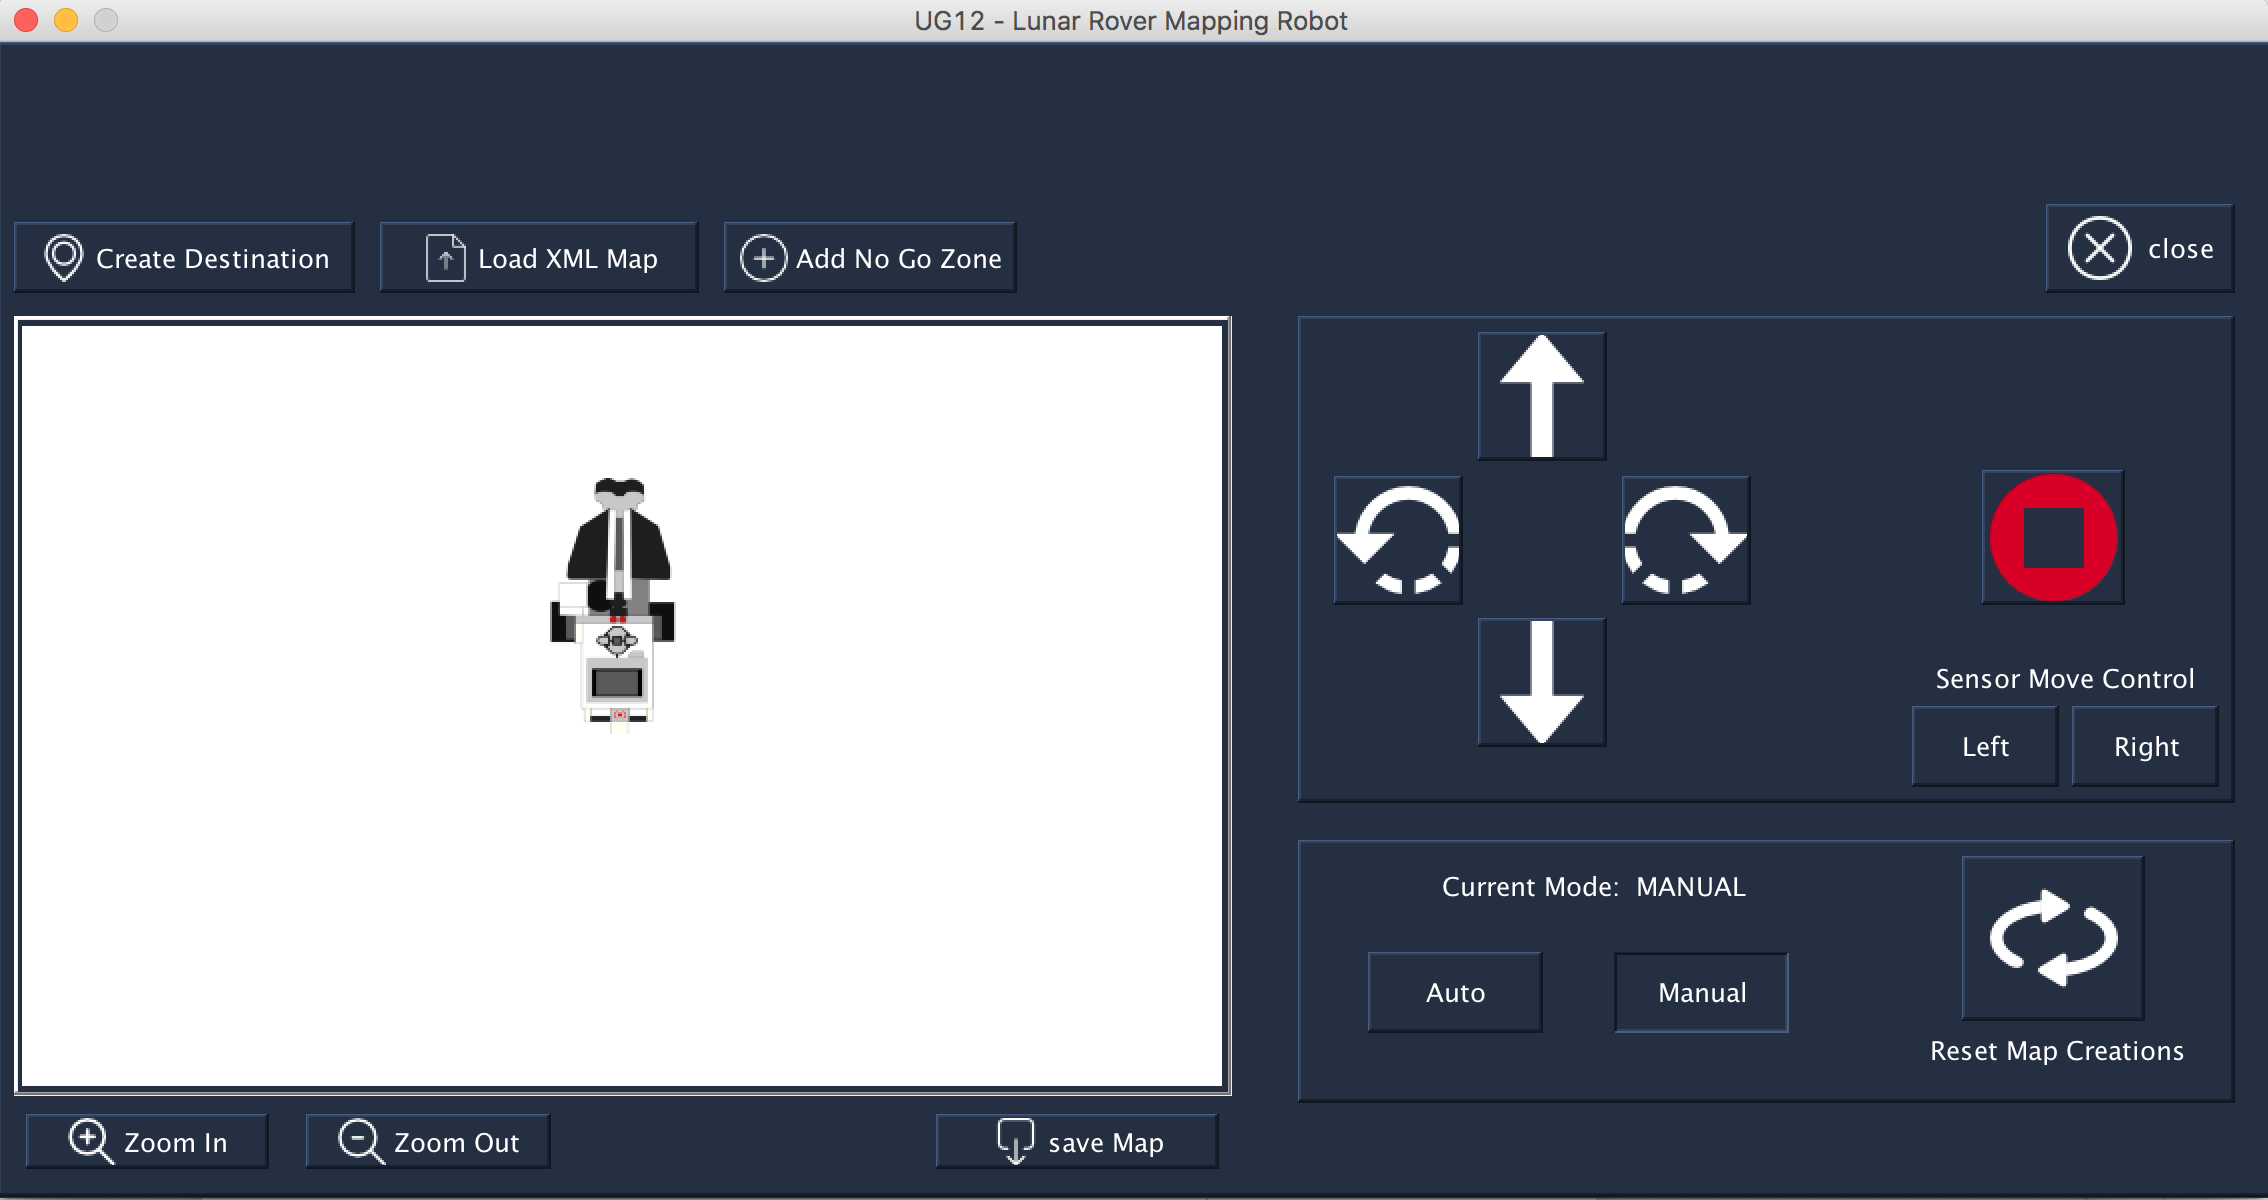 UG12 - Lunar Rover Mapping Robot
Create Destination
Load XML Map
Add No Go Zone
close
Sensor Move Control
Left
Right
Current Mode: MANUAL
Auto
Manual
Reset Map Creations
Zoom In
Zoom Out
save Map